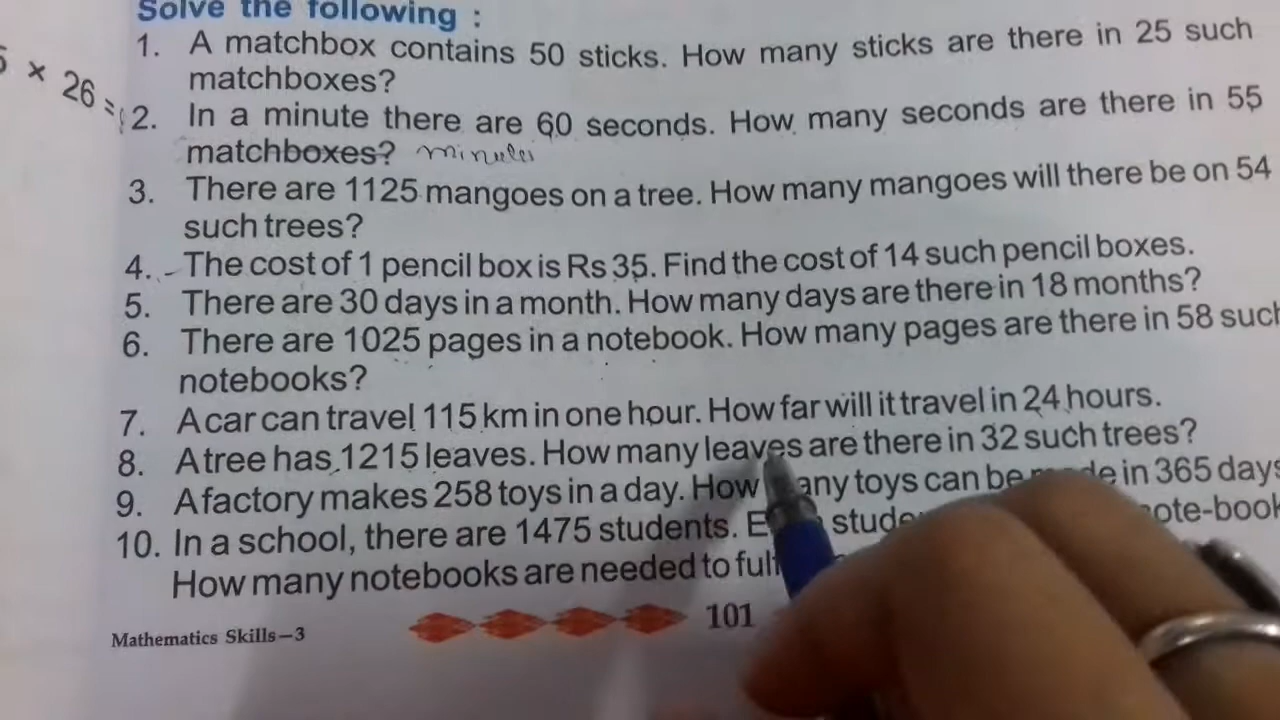 Solve the following :
× 26 =
1. A matchbox contains 50 sticks. How many sticks are there in 25 such
matchboxes?
2. In a minute there are 60 seconds. How many seconds are there in 55
matchboxes? minutes
3. There are 1125 mangoes on a tree. How many mangoes will there be on 54
such trees?
4. The cost of 1 pencil box is Rs 35. Find the cost of 14 such pencil boxes.
5. There are 30 days in a month. How many days are there in 18 months?
6. There are 1025 pages in a notebook. How many pages are there in 58 such
notebooks?
7. A car can travel 115 km in one hour. How far will it travel in 24 hours.
8. A tree has 1215 leaves. How many leaves are there in 32 such trees?
9. A factory makes 258 toys in a day. How many toys can be made in 365 days
10. In a school, there are 1475 students. note-book
How many notebooks are needed to
Mathematics Skills–3
101